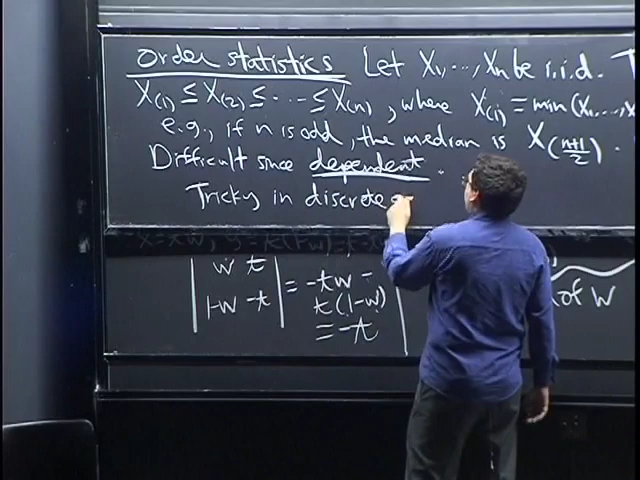 Order statistics Let X₁,...,Xₙ be i.i.d. T
X₍₁₎ ≤ X₍₂₎ ≤ ... ≤ X₍ₙ₎, where X₍ⱼ₎ = min(X₁,...,X
e.g., if n is odd, the median is X₍(n+1)/2₎.
Difficult since dependent.
Tricky in discrete c
w t
1-w -t
= -tw -
t(1-w)
= -t
of w